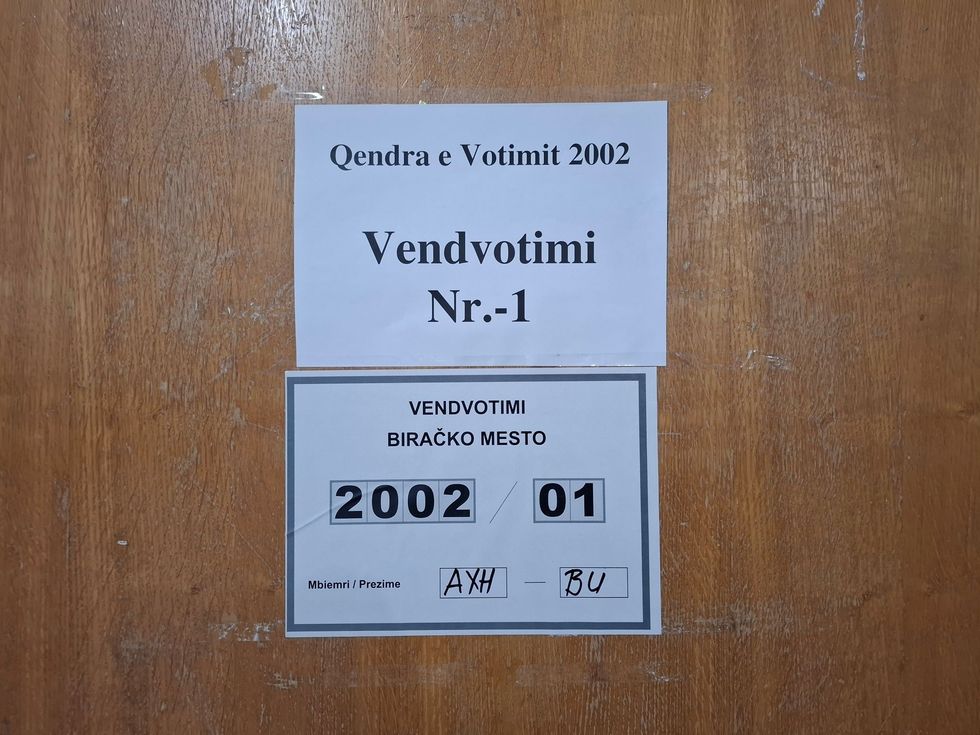 Qendra e Votimit 2002
Vendvotimi
Nr.-1
VENDVOTIMI
BIRAČKO MESTO
2002 / 01
Mbiemri / Prezime AXH — BU